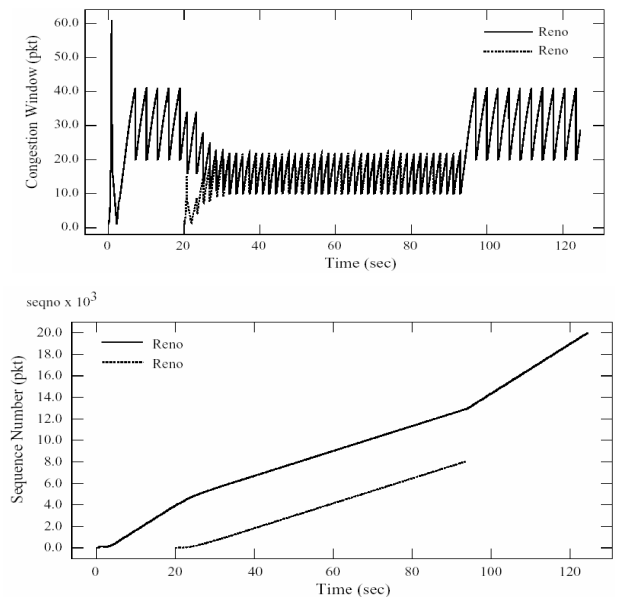 60.0
50.0
40.0
30.0
20.0
10.0
0.0
Congestion Window (pkt)
Reno
Reno
0 20 40 60 80 100 120
Time (sec)
seqno x 10³
20.0
18.0
16.0
14.0
12.0
10.0
8.0
6.0
4.0
2.0
0.0
Sequence Number (pkt)
Reno
Reno
0 20 40 60 80 100 120
Time (sec)